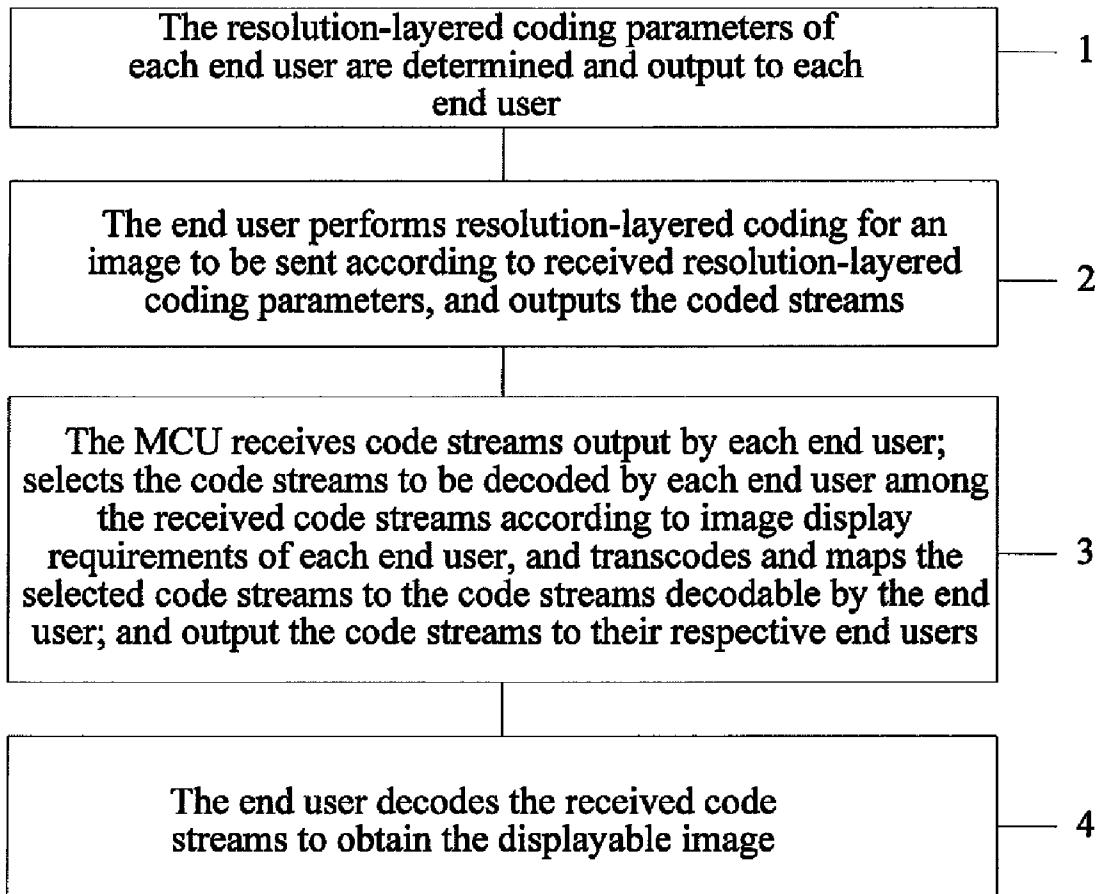 The resolution-layered coding parameters of
each end user are determined and output to each
end user
1
The end user performs resolution-layered coding for an
image to be sent according to received resolution-layered
coding parameters, and outputs the coded streams
2
The MCU receives code streams output by each end user;
selects the code streams to be decoded by each end user among
the received code streams according to image display
requirements of each end user, and transcodes and maps the
selected code streams to the code streams decodable by the end
user; and output the code streams to their respective end users
3
The end user decodes the received code
streams to obtain the displayable image
4